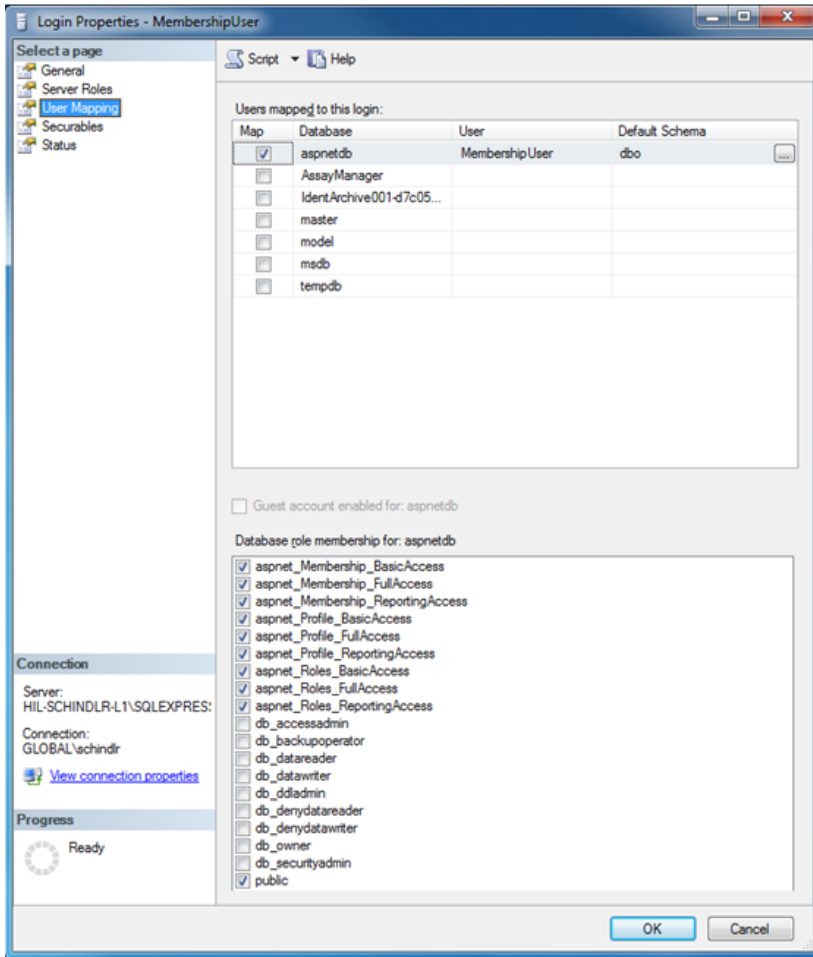 Login Properties - MembershipUser
Select a page
General
Server Roles
User Mapping
Securables
Status
Script Help
Users mapped to this login:
Map Database User Default Schema
aspnetdb MembershipUser dbo ...
AssayManager
IdentArchive001-d7c05...
master
model
msdb
tempdb
Guest account enabled for: aspnetdb
Database role membership for: aspnetdb
aspnet_Membership_BasicAccess
aspnet_Membership_FullAccess
aspnet_Membership_ReportingAccess
aspnet_Profile_BasicAccess
aspnet_Profile_FullAccess
aspnet_Profile_ReportingAccess
aspnet_Roles_BasicAccess
aspnet_Roles_FullAccess
aspnet_Roles_ReportingAccess
db_accessadmin
db_backupoperator
db_datareader
db_datawriter
db_ddladmin
db_denydatareader
db_denydatawriter
db_owner
db_securityadmin
public
Connection
Server:
HIL-SCHINDLR-L1\SQLEXPRES
Connection:
GLOBAL\schindlr
View connection properties
Progress
Ready
OK Cancel